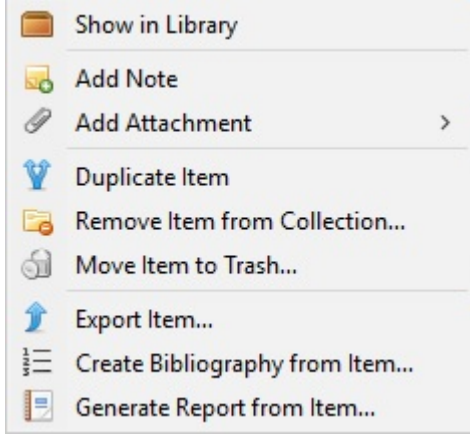 Show in Library
Add Note
Add Attachment
Duplicate Item
Remove Item from Collection...
Move Item to Trash...
Export Item...
Create Bibliography from Item...
Generate Report from Item...